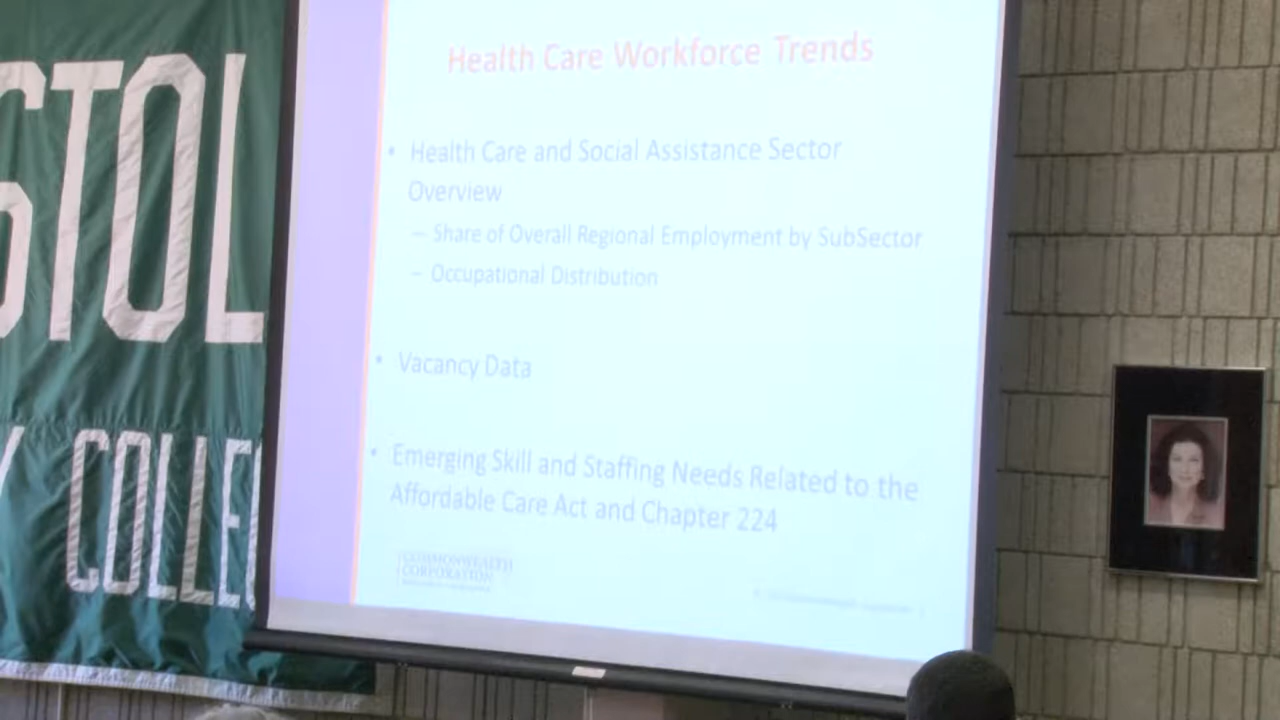 STOL
COLLE
Health Care Workforce Trends
• Health Care and Social Assistance Sector
Overview
– Share of Overall Regional Employment by SubSector
– Occupational Distribution
• Vacancy Data
• Emerging Skill and Staffing Needs Related to the
Affordable Care Act and Chapter 224
COMMONWEALTH
CORPORATION